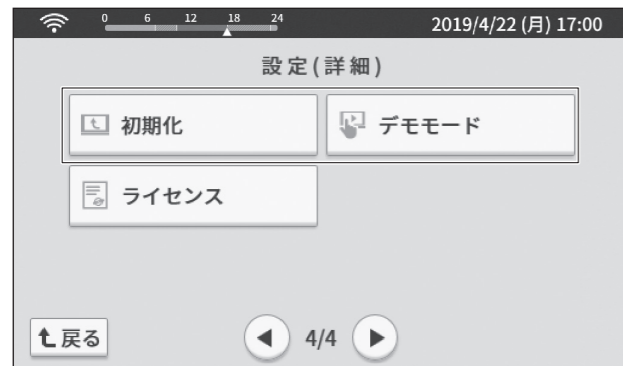 0 6 12 18 24 2019/4/22 (月) 17:00
設定(詳細)
初期化 デモモード
ライセンス
戻る 4/4